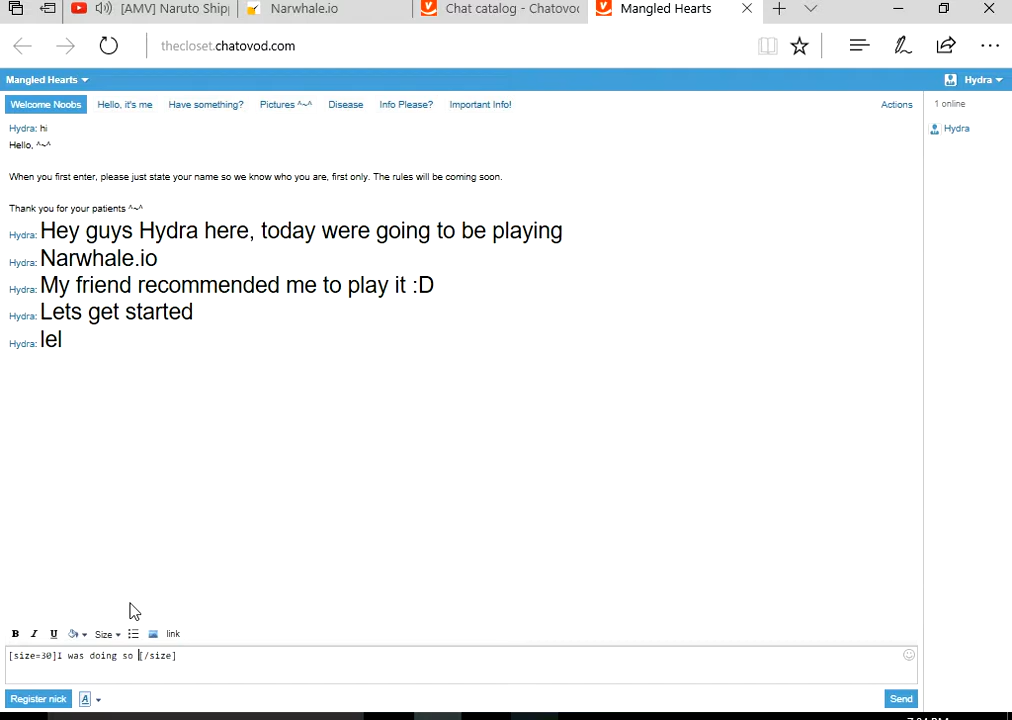 [AMV] Naruto Ship
Narwhale.io
Chat catalog - Chatovod
Mangled Hearts
thecloset.chatovod.com
Mangled Hearts
Hydra
Welcome Noobs
Hello, it's me
Have something?
Pictures ^~^
Disease
Info Please?
Important Info!
Actions
1 online
Hydra
Hydra: hi
Hello, ^~^
When you first enter, please just state your name so we know who you are, first only. The rules will be coming soon.
Thank you for your patients ^~^
Hydra: Hey guys Hydra here, today were going to be playing
Hydra: Narwhale.io
Hydra: My friend recommended me to play it :D
Hydra: Lets get started
Hydra: lel
B I U Size link
[size=30]I was doing so [/size]
Register nick
A
Send